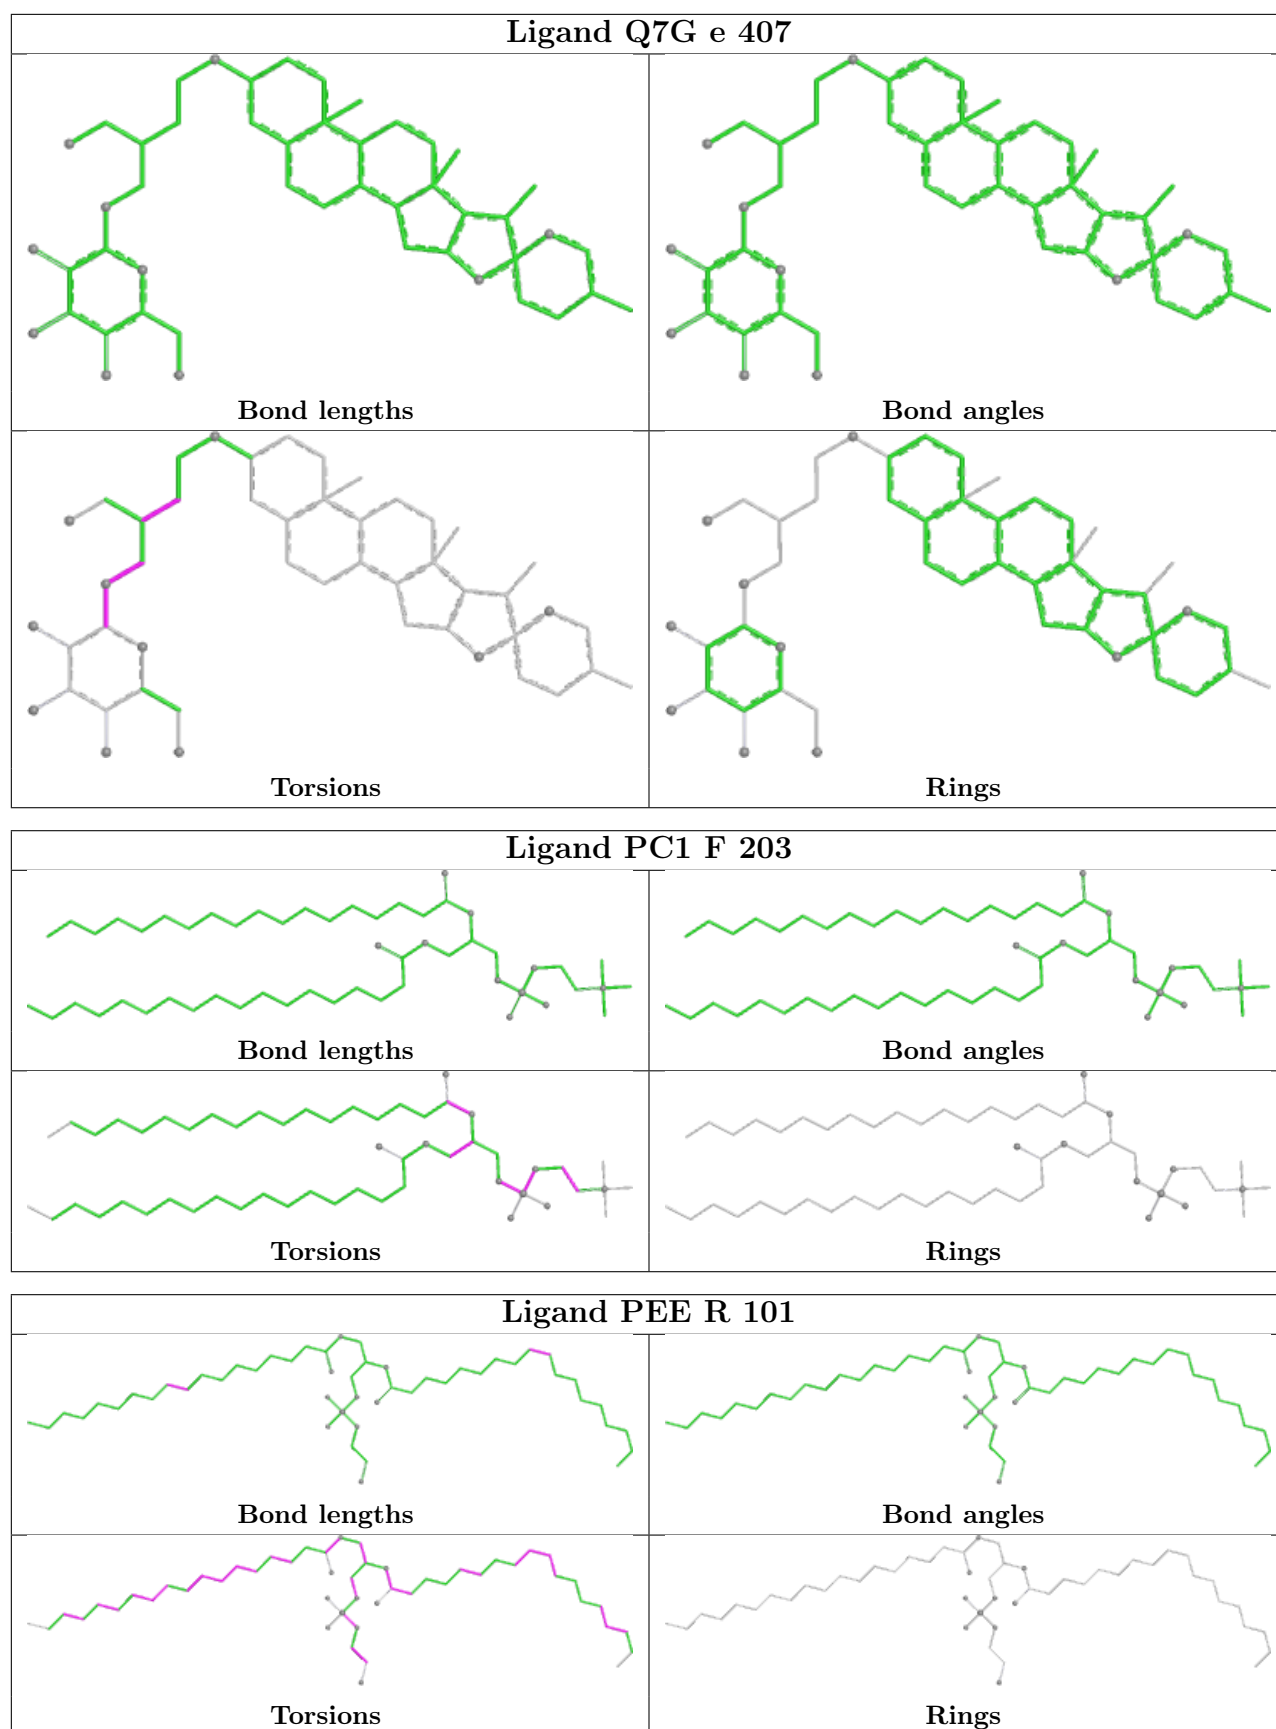 Ligand Q7G e 407
Bond lengths
Bond angles
Torsions
Rings
Ligand PC1 F 203
Bond lengths
Bond angles
Torsions
Rings
Ligand PEE R 101
Bond lengths
Bond angles
Torsions
Rings